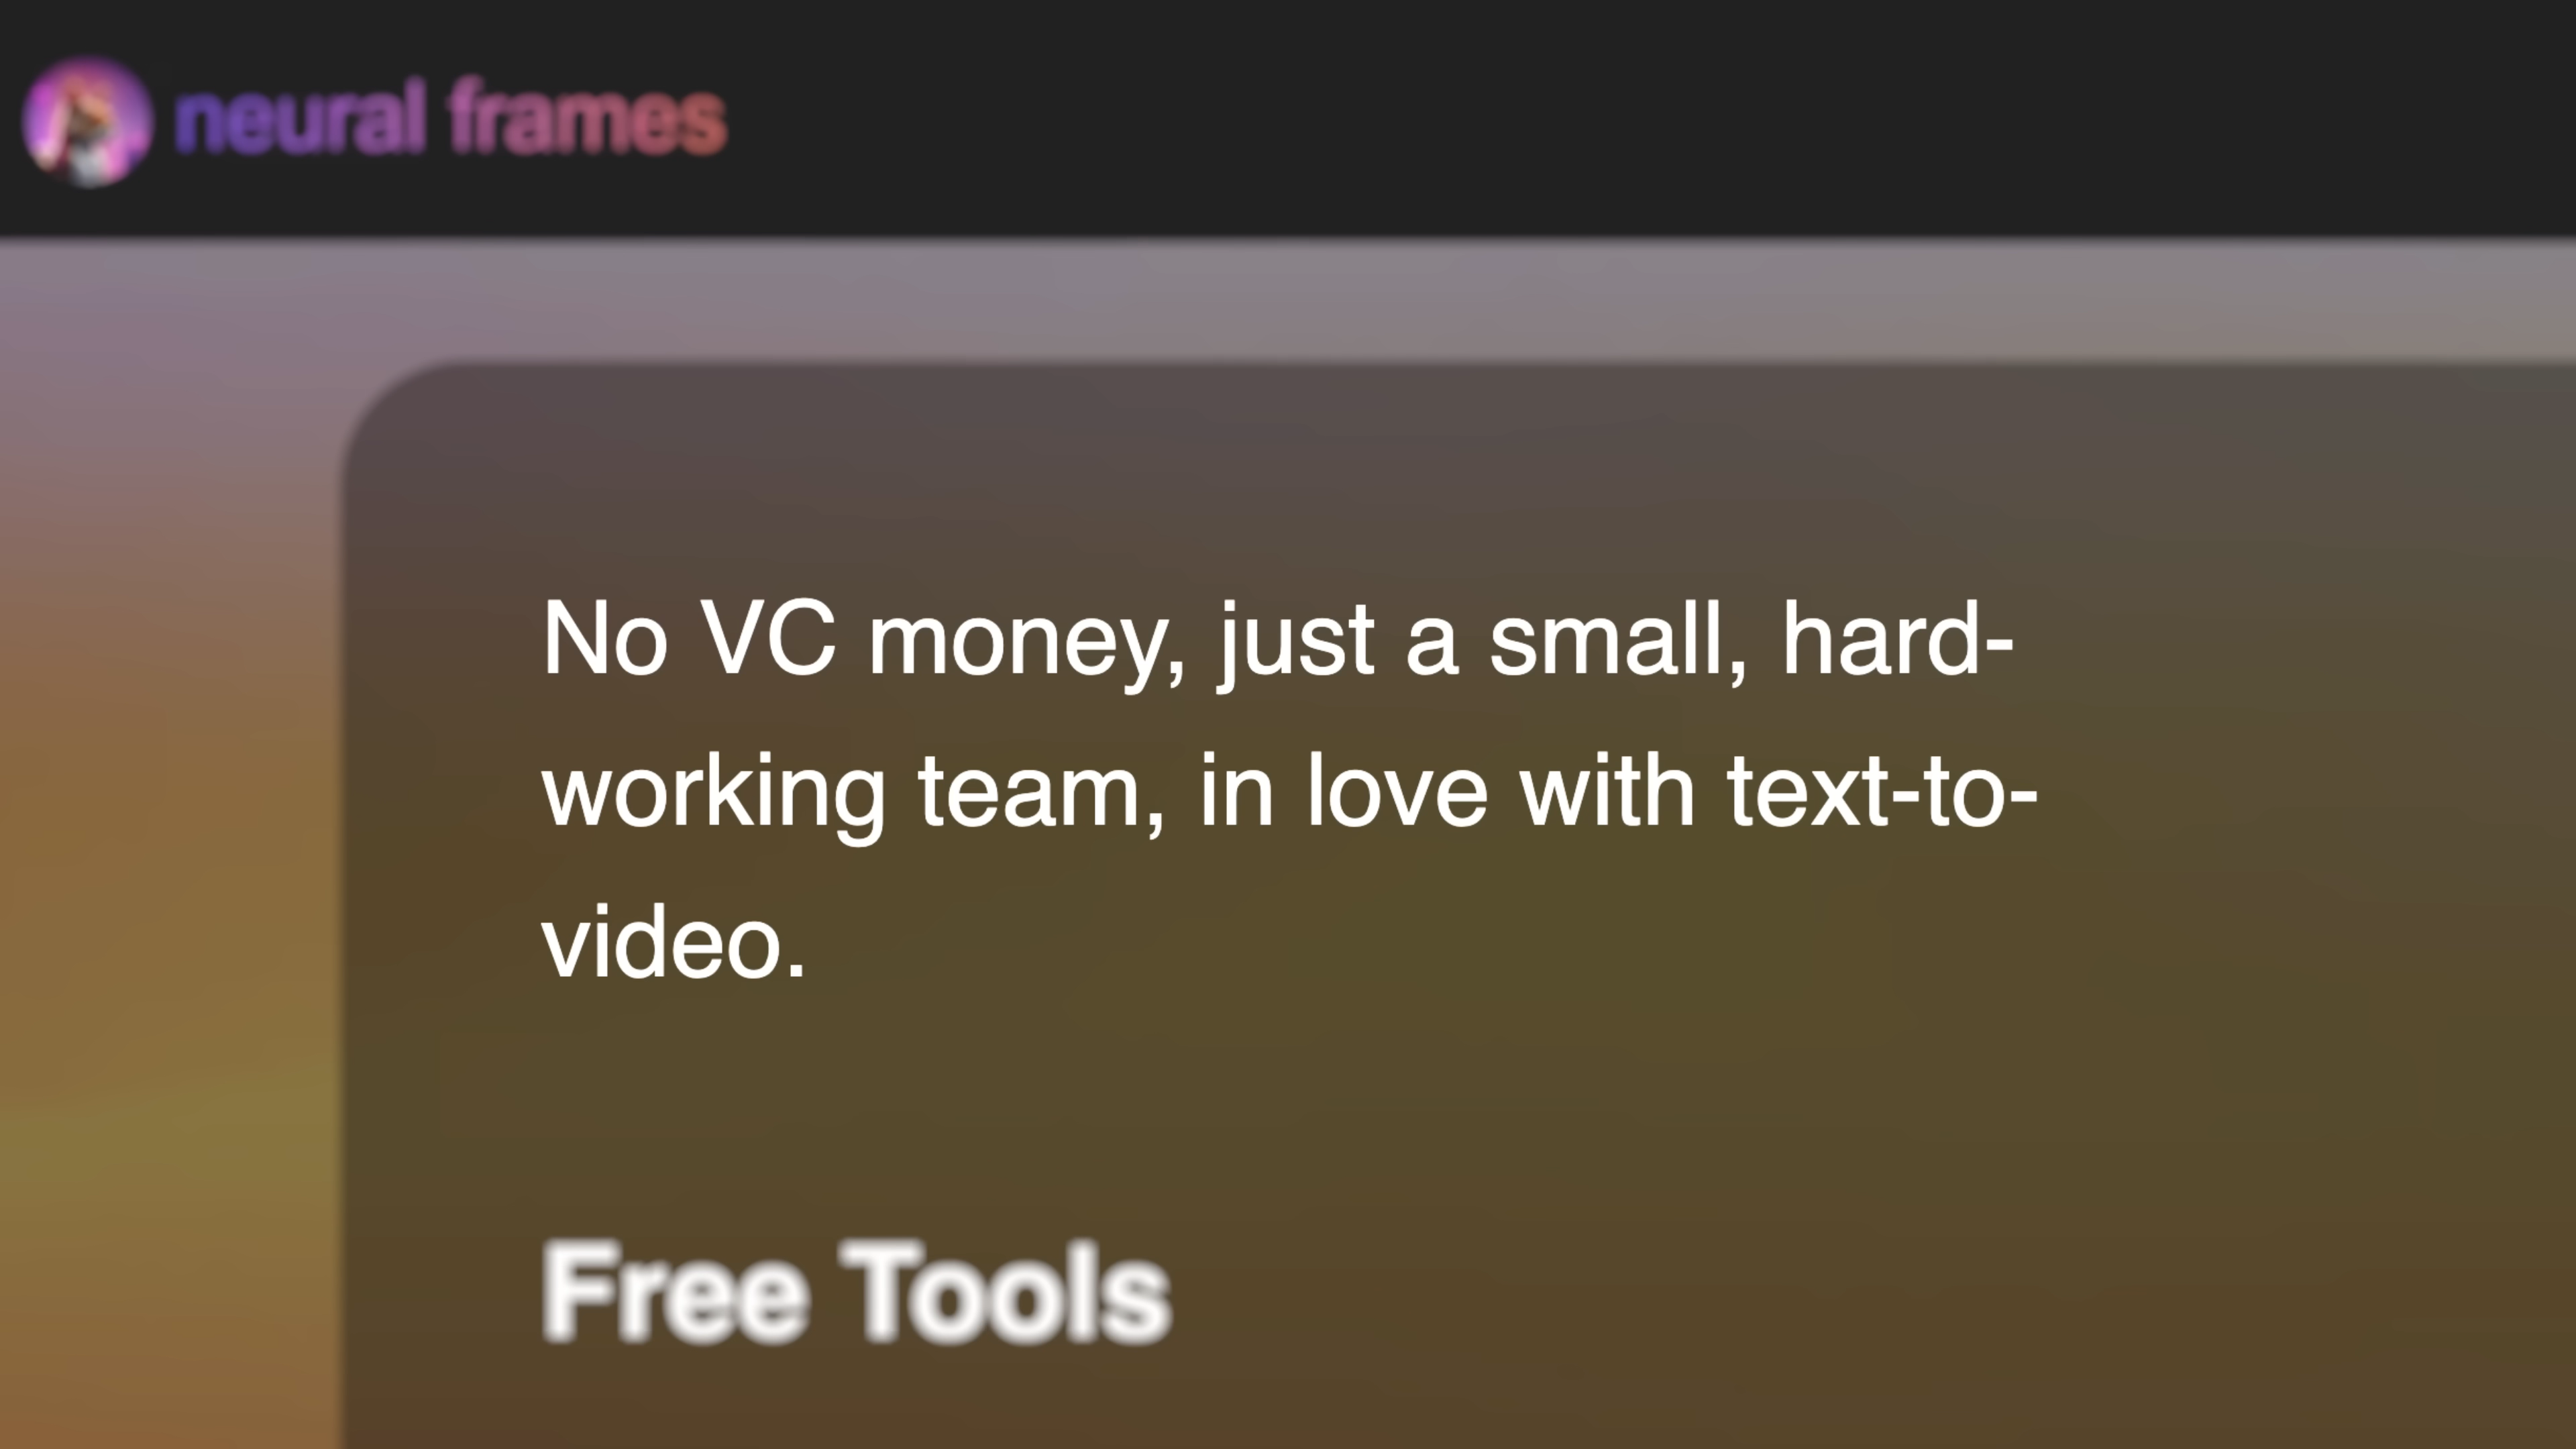 neural frames
No VC money, just a small, hard-
working team, in love with text-to-
video.
Free Tools